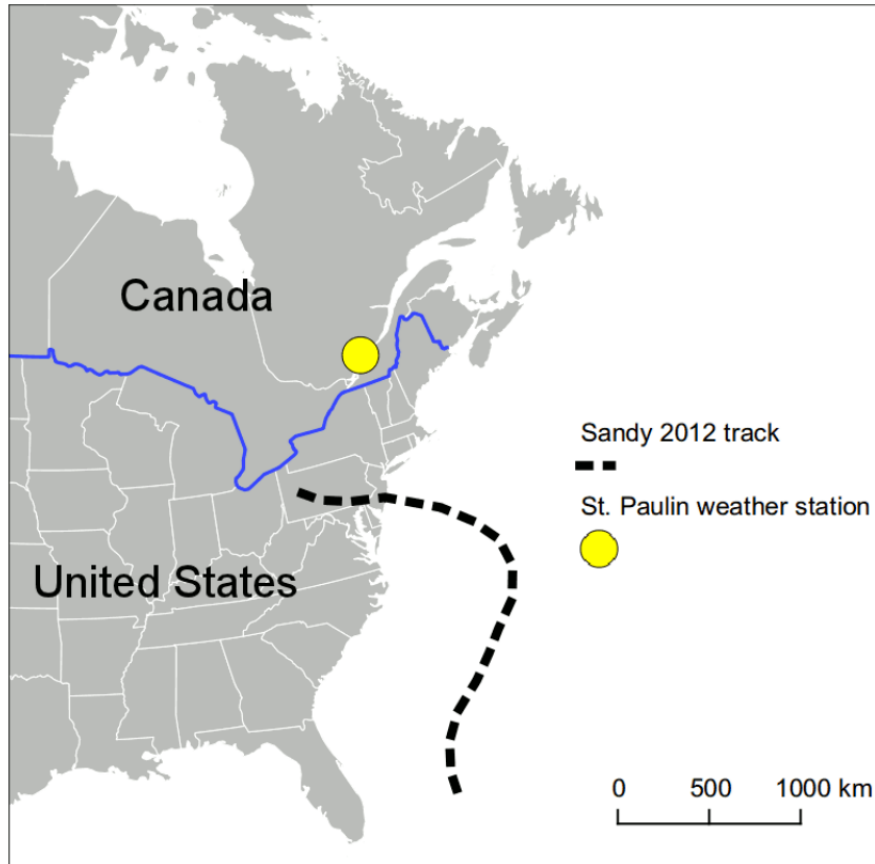 Canada
Sandy 2012 track
St. Paulin weather station
United States
0 500 1000 km